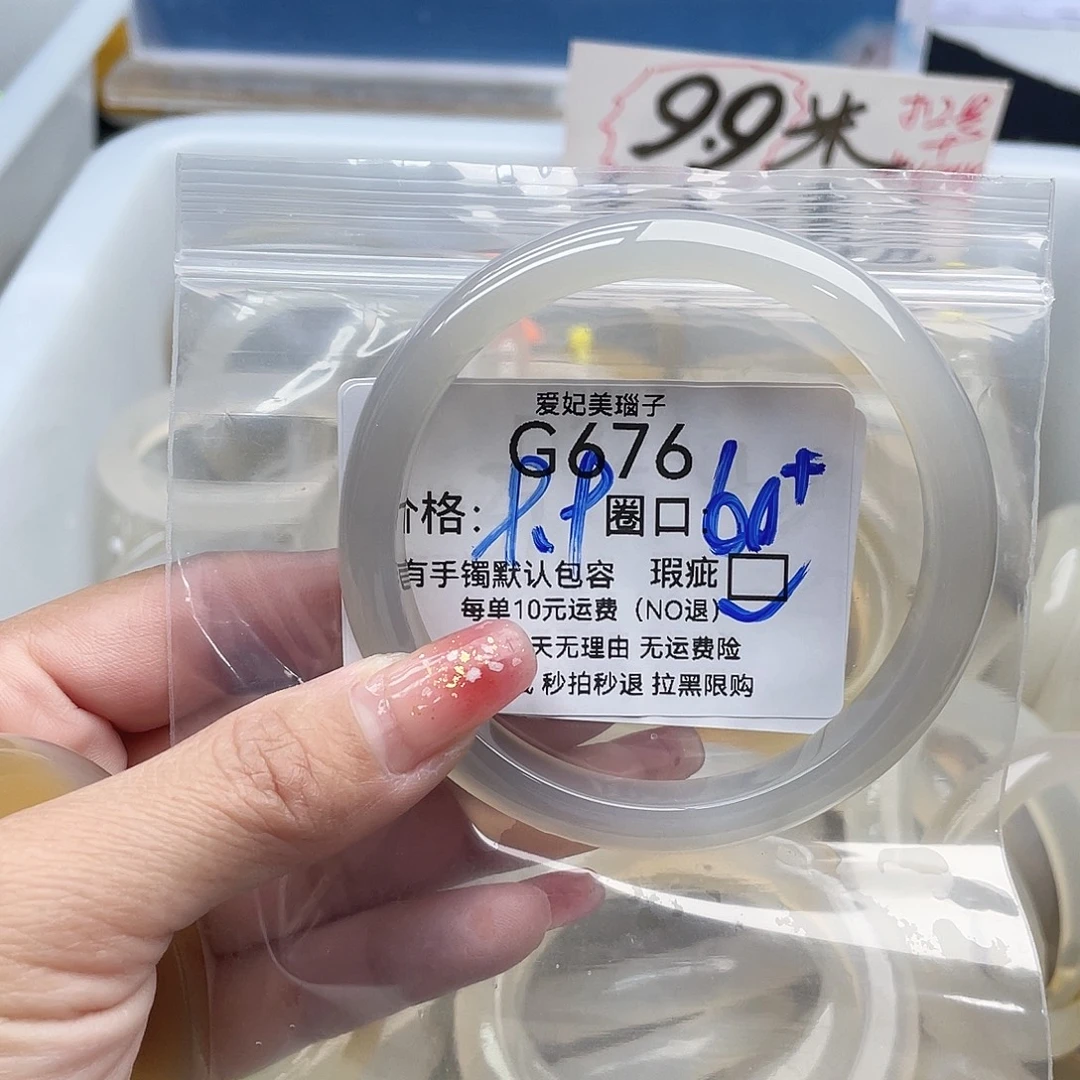 9.9米
爱妃美瑙子
G676
价格: 9.9 圈口: 60+
有手镯默认包容 瑕疵
每单10元运费（NO退）
天无理由 无运费险
秒拍秒退 拉黑限购